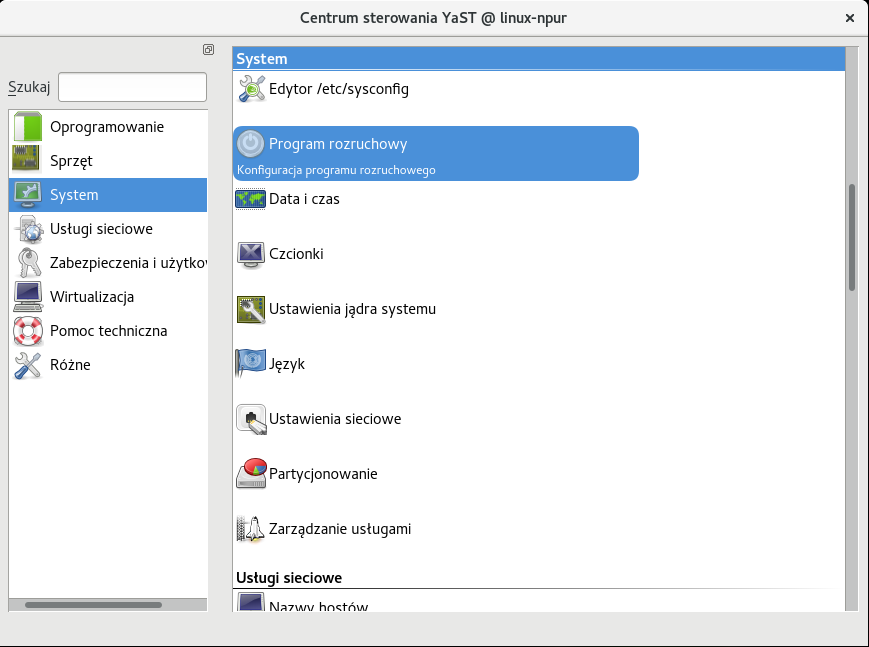 Centrum sterowania YaST @ linux-npur
Szukaj
Oprogramowanie
Sprzęt
System
Usługi sieciowe
Zabezpieczenia i użytko
Wirtualizacja
Pomoc techniczna
Różne
System
Edytor /etc/sysconfig
Program rozruchowy
Konfiguracja programu rozruchowego
Data i czas
Czcionki
Ustawienia jądra systemu
Język
Ustawienia sieciowe
Partycjonowanie
Zarządzanie usługami
Usługi sieciowe
Nazwy hostów